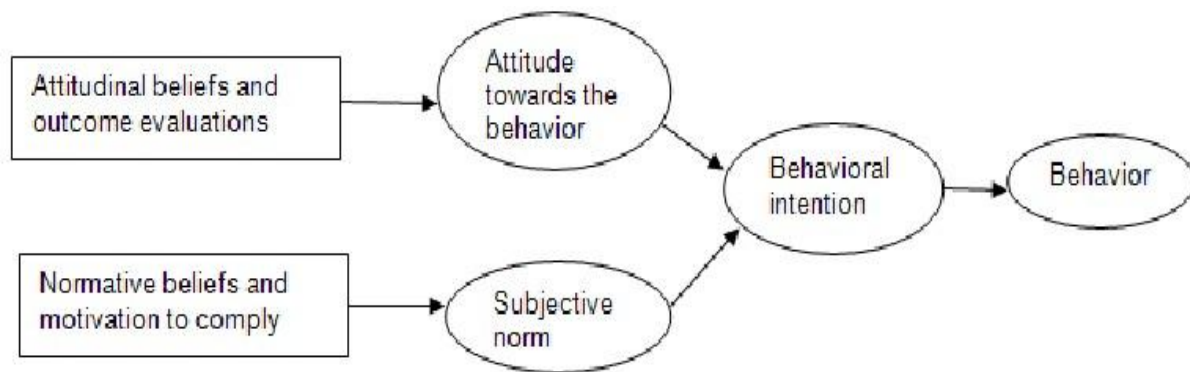 Attitudinal beliefs and
outcome evaluations
Attitude
towards the
behavior
Behavioral
intention
Behavior
Normative beliefs and
motivation to comply
Subjective
norm